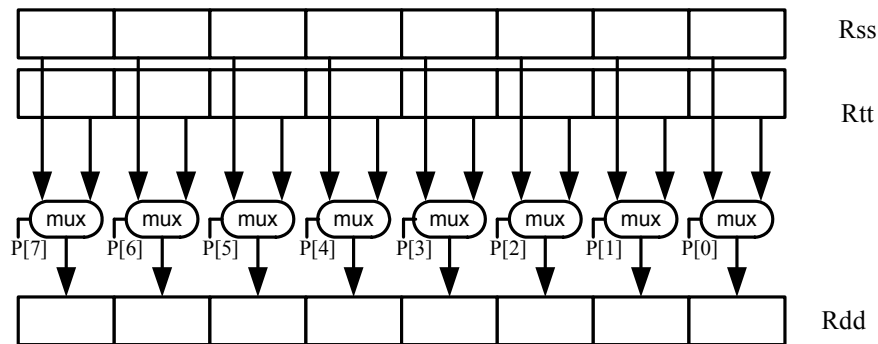 Rss
Rtt
mux mux mux mux mux mux mux mux
P[7] P[6] P[5] P[4] P[3] P[2] P[1] P[0]
Rdd